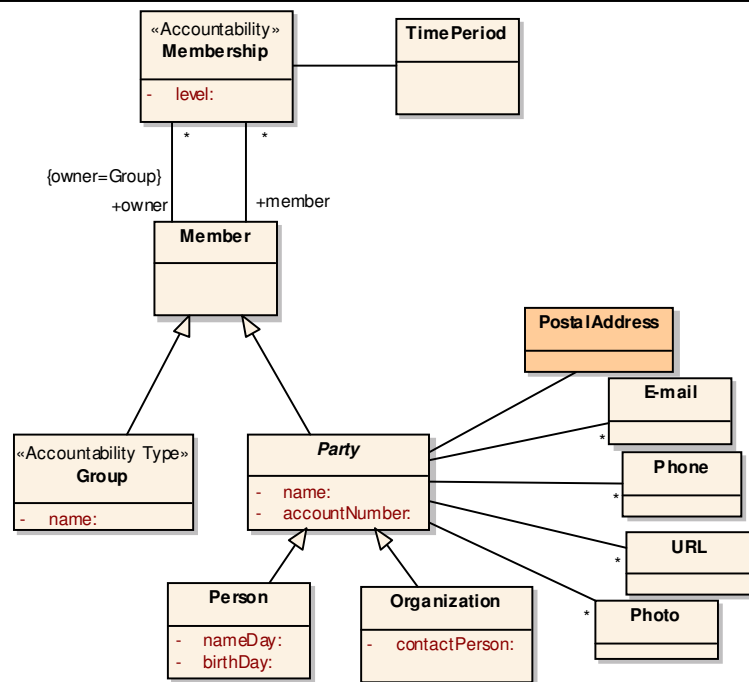 «Accountability»
Membership
- level:
TimePeriod
*
*
{owner=Group}
+owner
+member
Member
PostalAddress
E-mail
*
«Accountability Type»
Group
- name:
Party
- name:
- accountNumber:
Phone
*
URL
*
Person
- nameDay:
- birthDay:
Organization
- contactPerson:
Photo
*